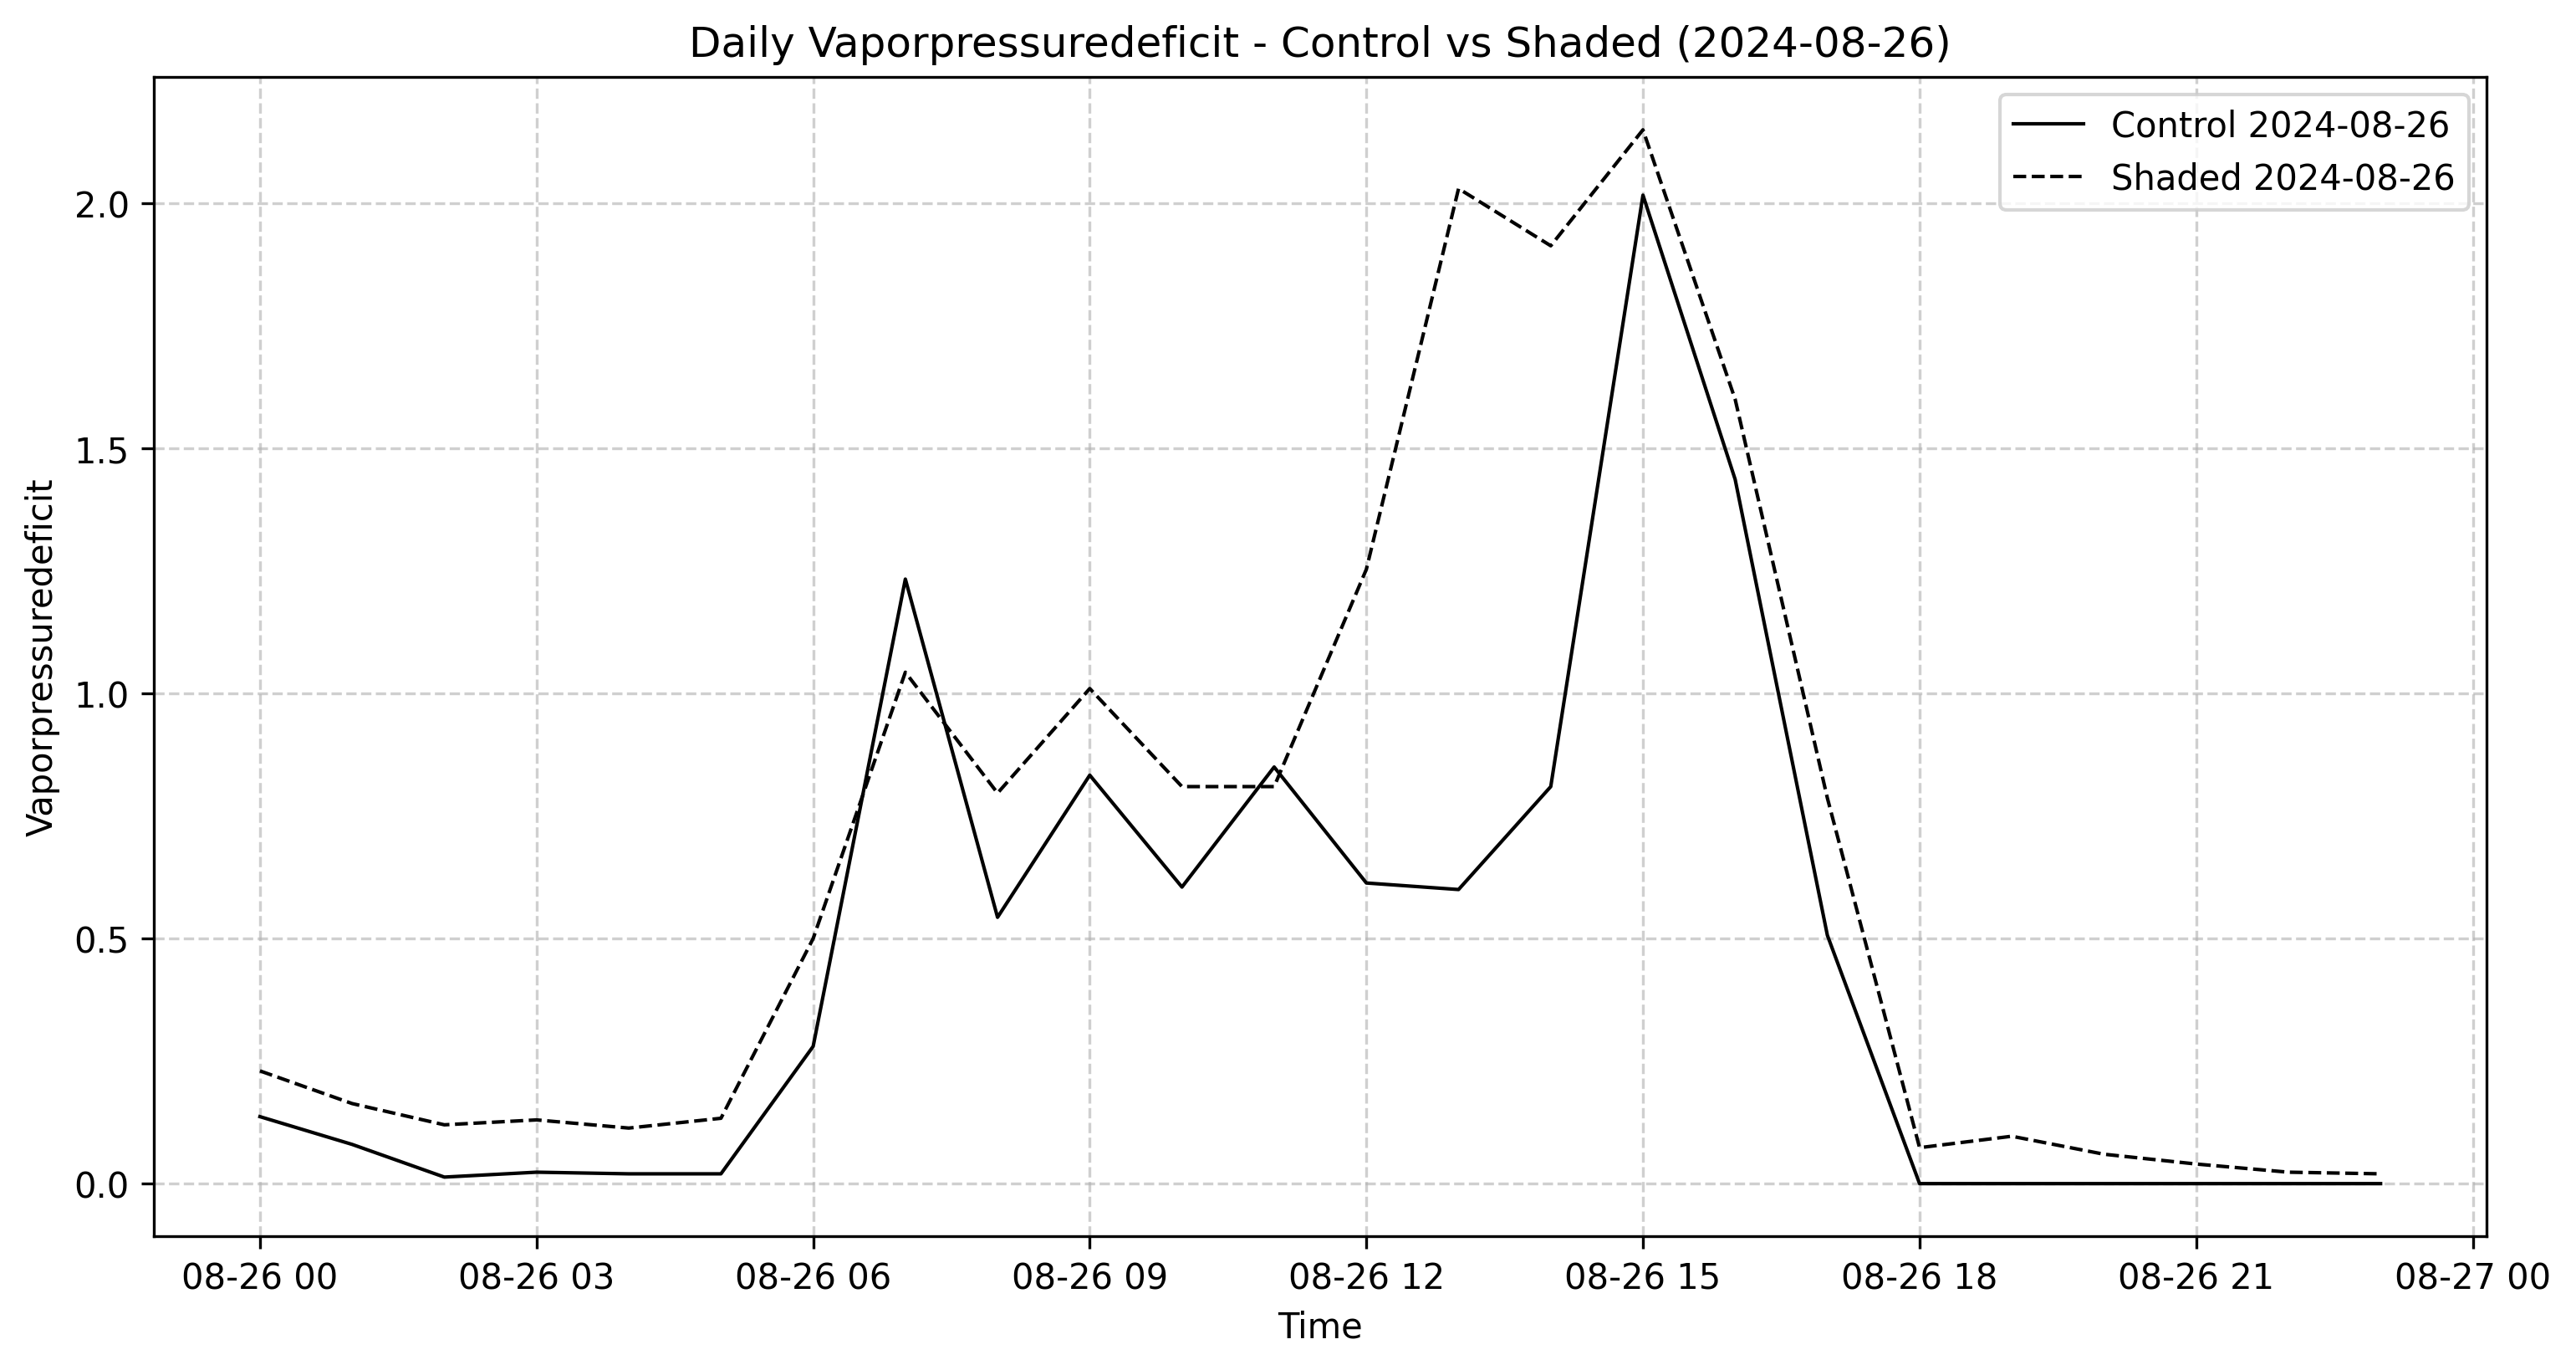 Daily Vaporpressuredeficit - Control vs Shaded (2024-08-26)
Control 2024-08-26
Shaded 2024-08-26
Vaporpressuredeficit
2.0
1.5
1.0
0.5
0.0
08-26 00
08-26 03
08-26 06
08-26 09
08-26 12
08-26 15
08-26 18
08-26 21
08-27 00
Time